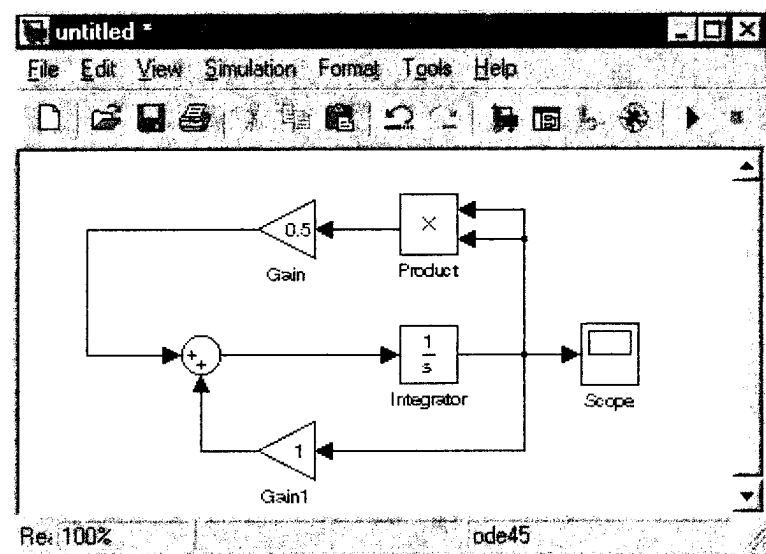 untitled *
File Edit View Simulation Format Tools Help
0.5
×
Gain
Product
+
+
1
s
Integrator
Scope
1
Gain1
100%
ode45